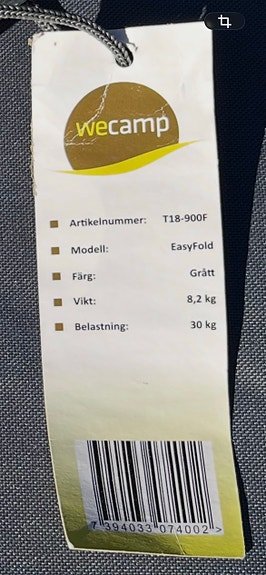 wecamp
Artikelnummer: T18-900F
Modell: EasyFold
Färg: Grått
Vikt: 8,2 kg
Belastning: 30 kg
7 394033 074002 >